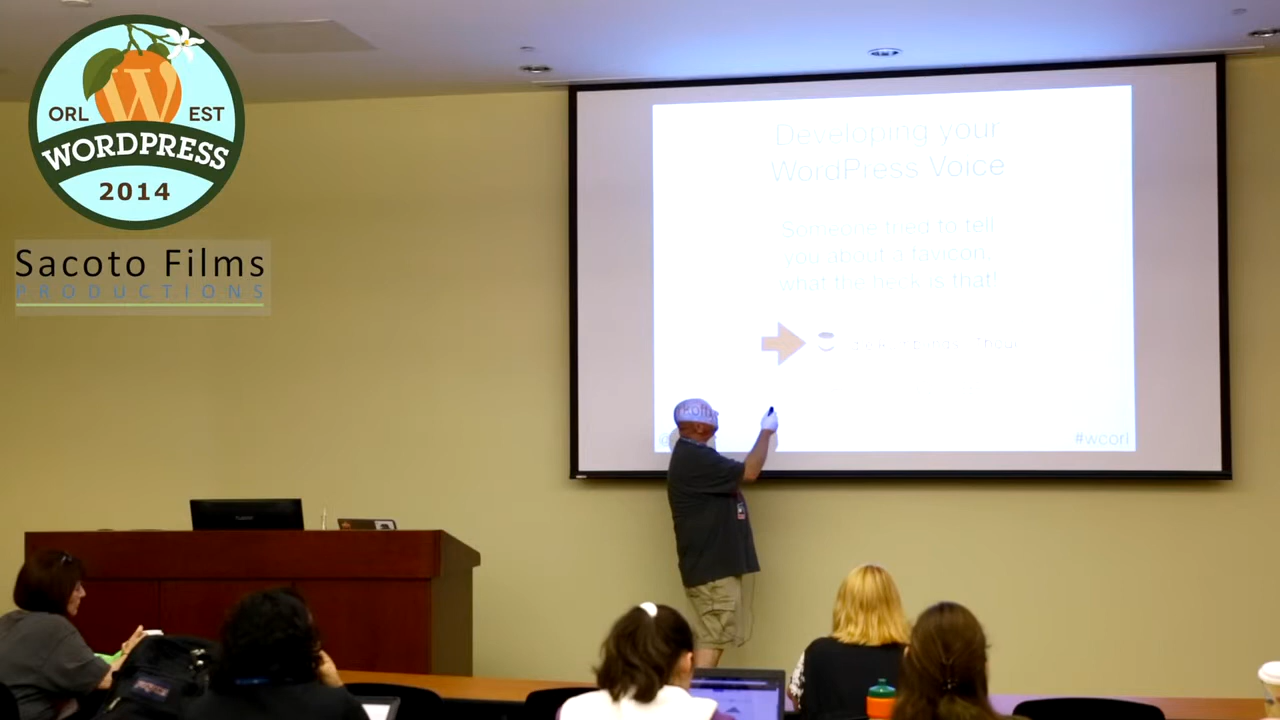 ORL EST
WORDPRESS
2014
Sacoto Films
PRODUCTIONS
Developing your
WordPress Voice
Someone tried to tell
you about a favicon,
what the heck is that!
#wcorl